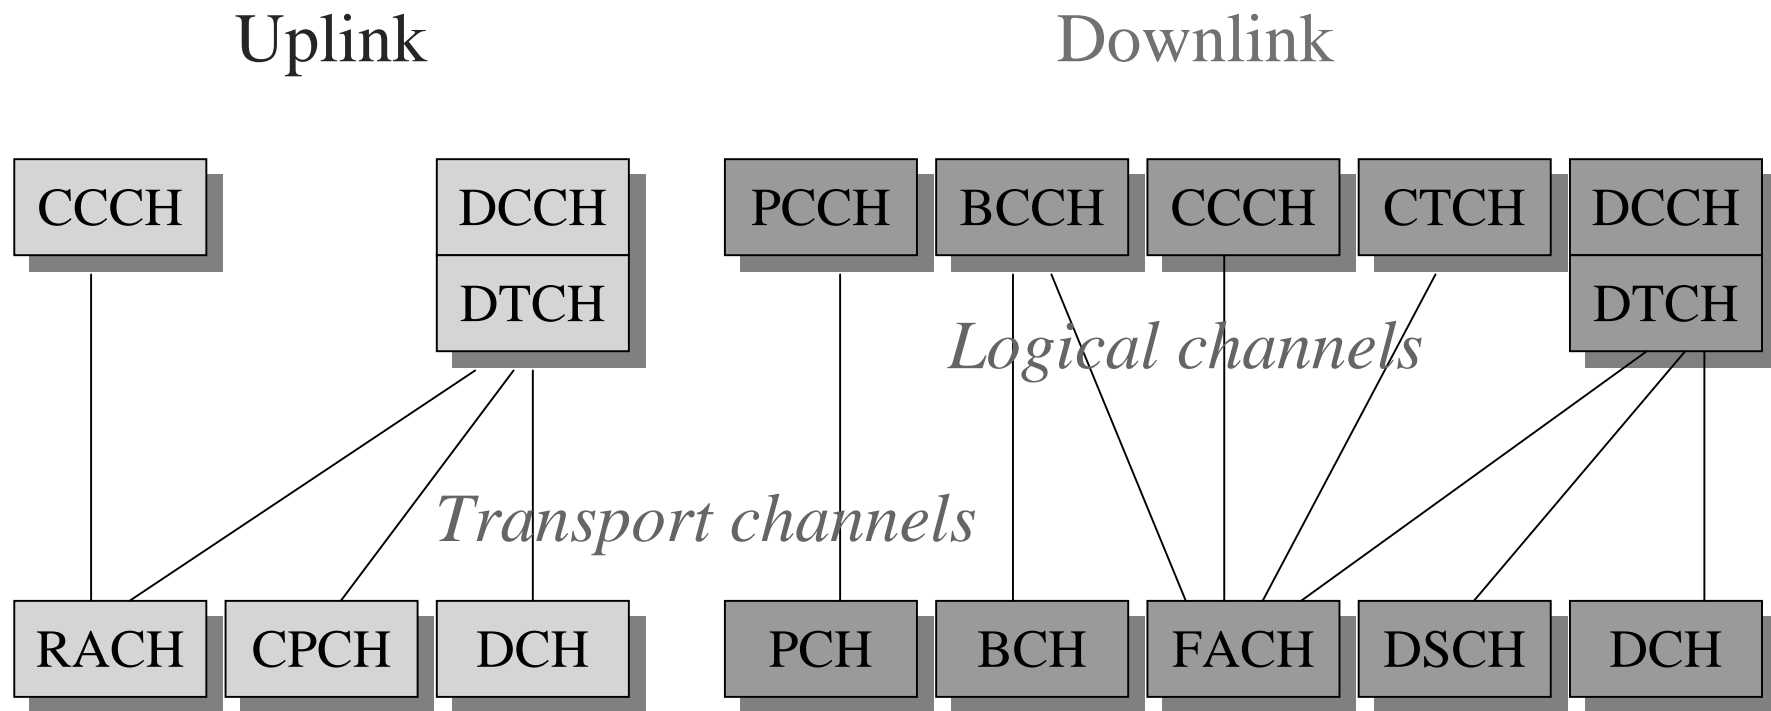 Uplink
Downlink
CCCH
DCCH
PCCH
BCCH
CCCH
CTCH
DCCH
DTCH
DTCH
Logical channels
Transport channels
RACH
CPCH
DCH
PCH
BCH
FACH
DSCH
DCH